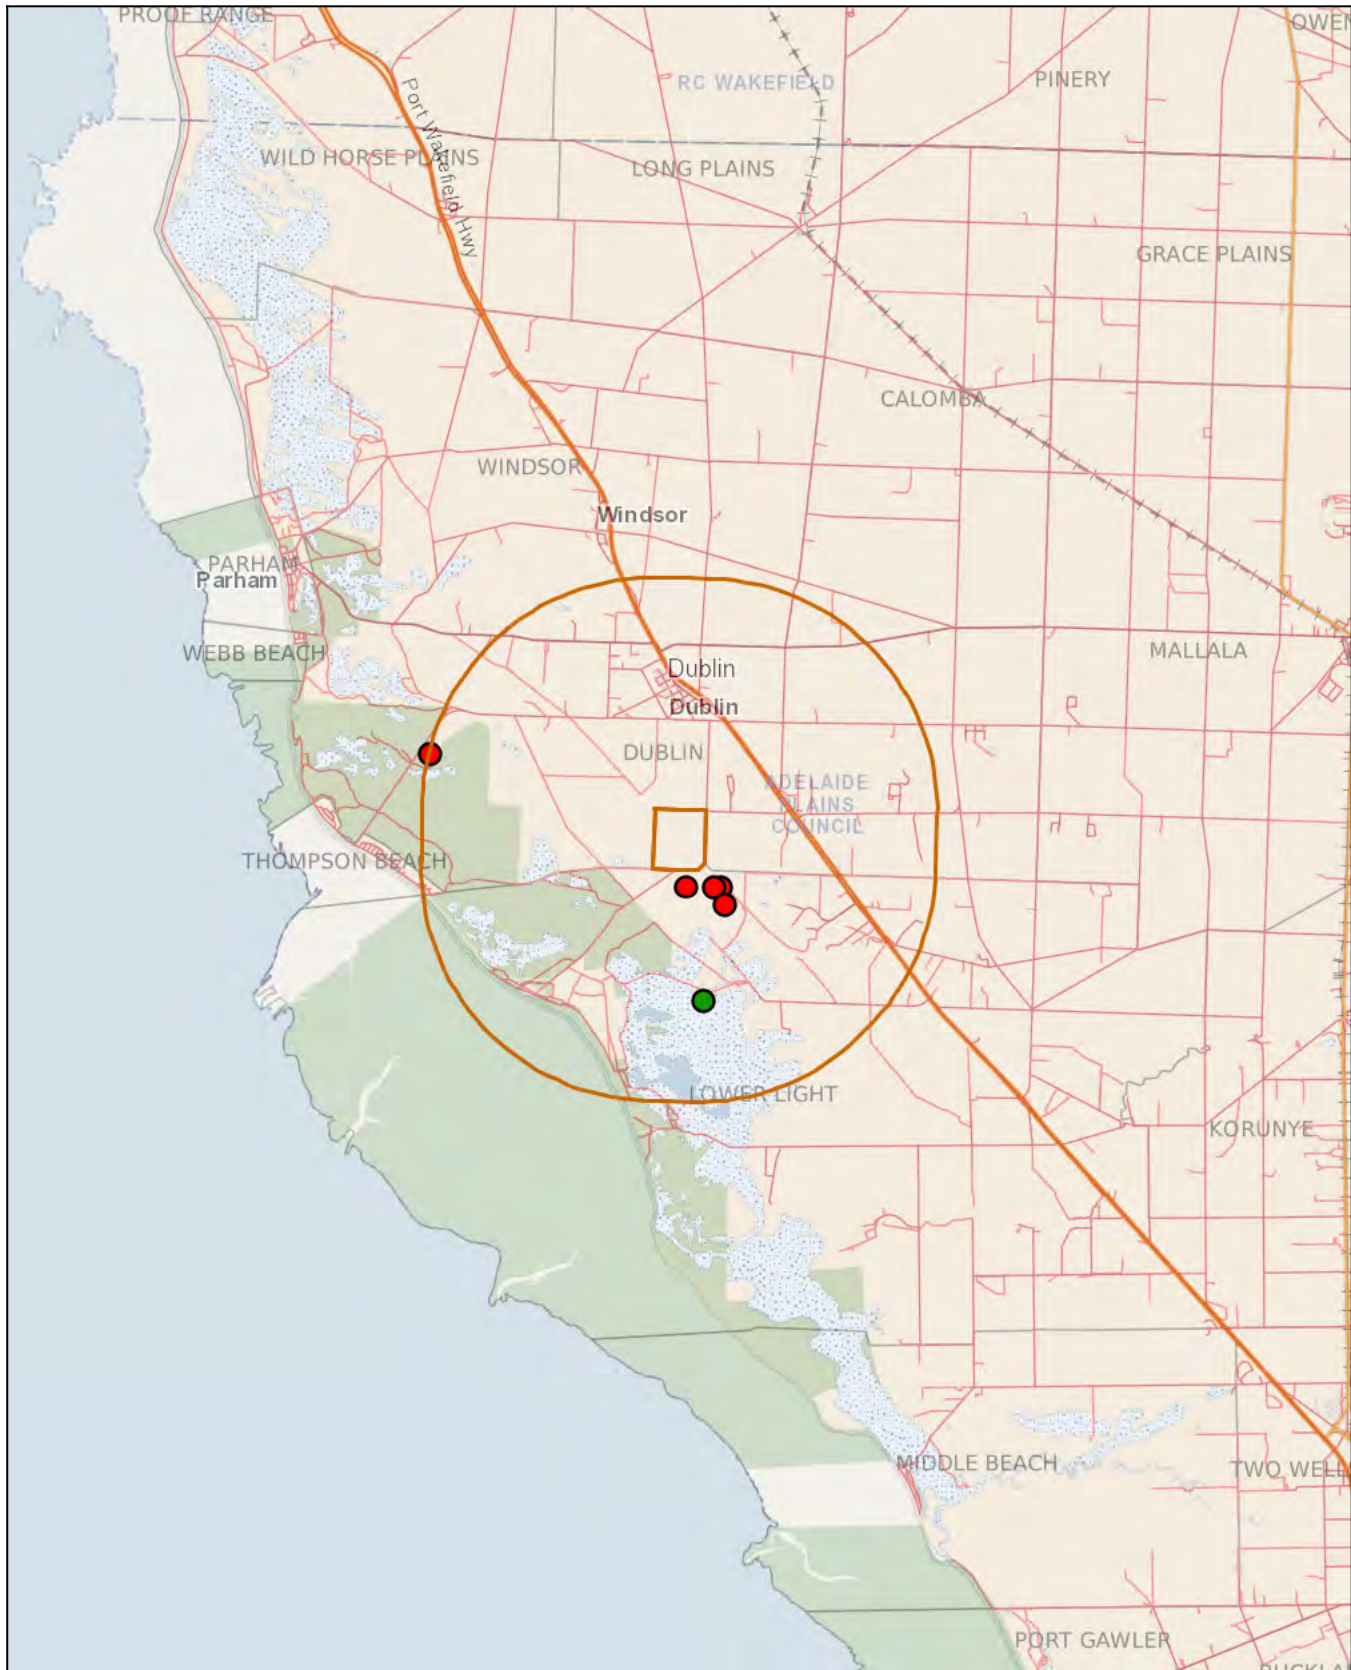 PROOF RANGE
OWEN
RC WAKEFIELD
PINERY
Port Wakefield Hwy
WILD HORSE PLAINS
LONG PLAINS
GRACE PLAINS
CALOMBA
WINDSOR
Windsor
PARHAM
Parham
WEBB BEACH
MALLALA
Dublin
Dublin
DUBLIN
ADELAIDE
PLAINS
COUNCIL
THOMPSON BEACH
LOWER LIGHT
KORUNYE
MIDDLE BEACH
TWO WELL
PORT GAWLER